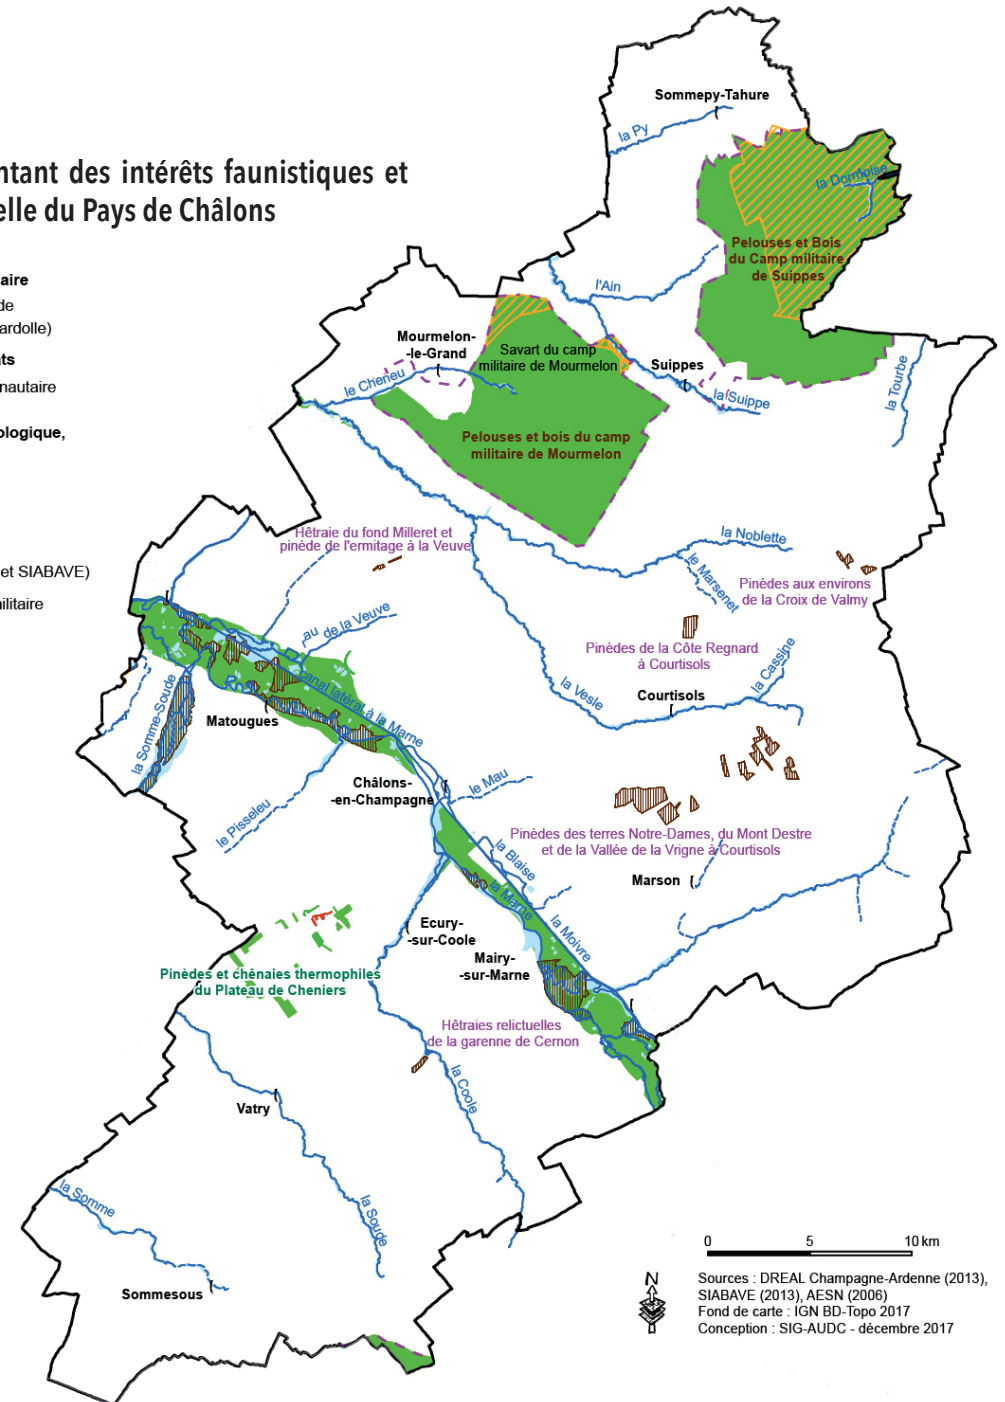 ntant des intérêts faunistiques et
elle du Pays de Châlons
aire
de
ardolle)
ts
nautaire
ologique,
et SIABAVE)
ilitaire
Sommepy-Tahure
la Py
la Dormoise
Pelouses et Bois
du Camp militaire
de Suippes
l'Ain
Mourmelon-
-le-Grand
Savart du camp
militaire de Mourmelon
Suippes
le Cheneu
la Suippe
la Tourbe
Pelouses et bois du camp
militaire de Mourmelon
Hêtraie du fond Milleret et
pinède de l'ermitage à la Veuve
la Noblette
le Marsenet
Pinèdes aux environs
de la Croix de Valmy
au de la Veuve
Pinèdes de la Côte Regnard
à Courtisols
la Cassine
la Vesle
Courtisols
Canal latéral à la Marne
la Somme-Soude
Matougues
Châlons-
-en-Champagne
le Mau
le Pisseleu
Pinèdes des terres Notre-Dames, du Mont Destre
et de la Vallée de la Vrigne à Courtisols
la Blaise
Marson
la Marne
la Moivre
Ecury-
-sur-Coole
Mairy-
-sur-Marne
Pinèdes et chênaies thermophiles
du Plateau de Cheniers
Hêtraies relictuelles
de la garenne de Cernon
la Coole
Vatry
la Somme
la Soude
Sommesous
0 5 10 km
N
Sources : DREAL Champagne-Ardenne (2013),
SIABAVE (2013), AESN (2006)
Fond de carte : IGN BD-Topo 2017
Conception : SIG-AUDC - décembre 2017